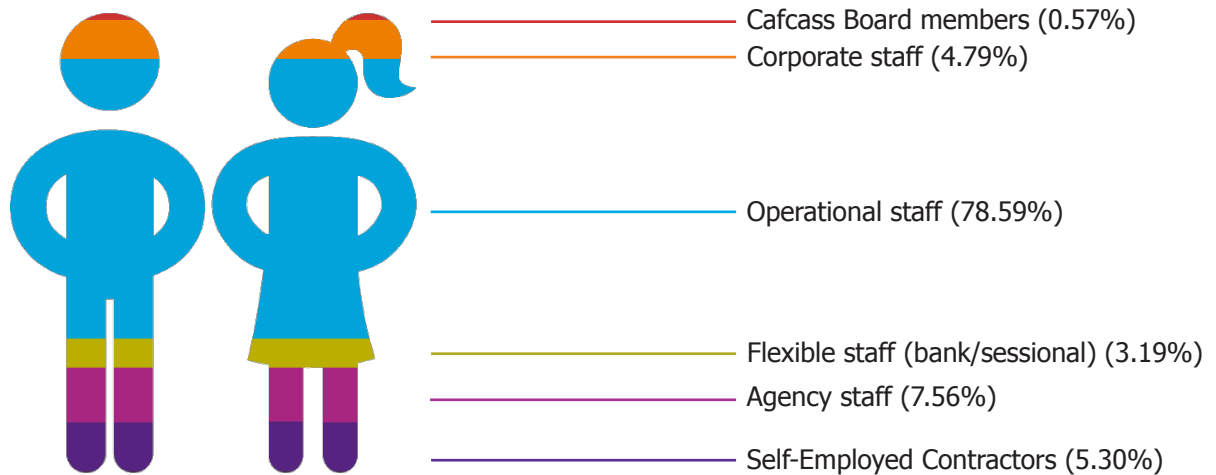 Cafcass Board members (0.57%)
Corporate staff (4.79%)
Operational staff (78.59%)
Flexible staff (bank/sessional) (3.19%)
Agency staff (7.56%)
Self-Employed Contractors (5.30%)